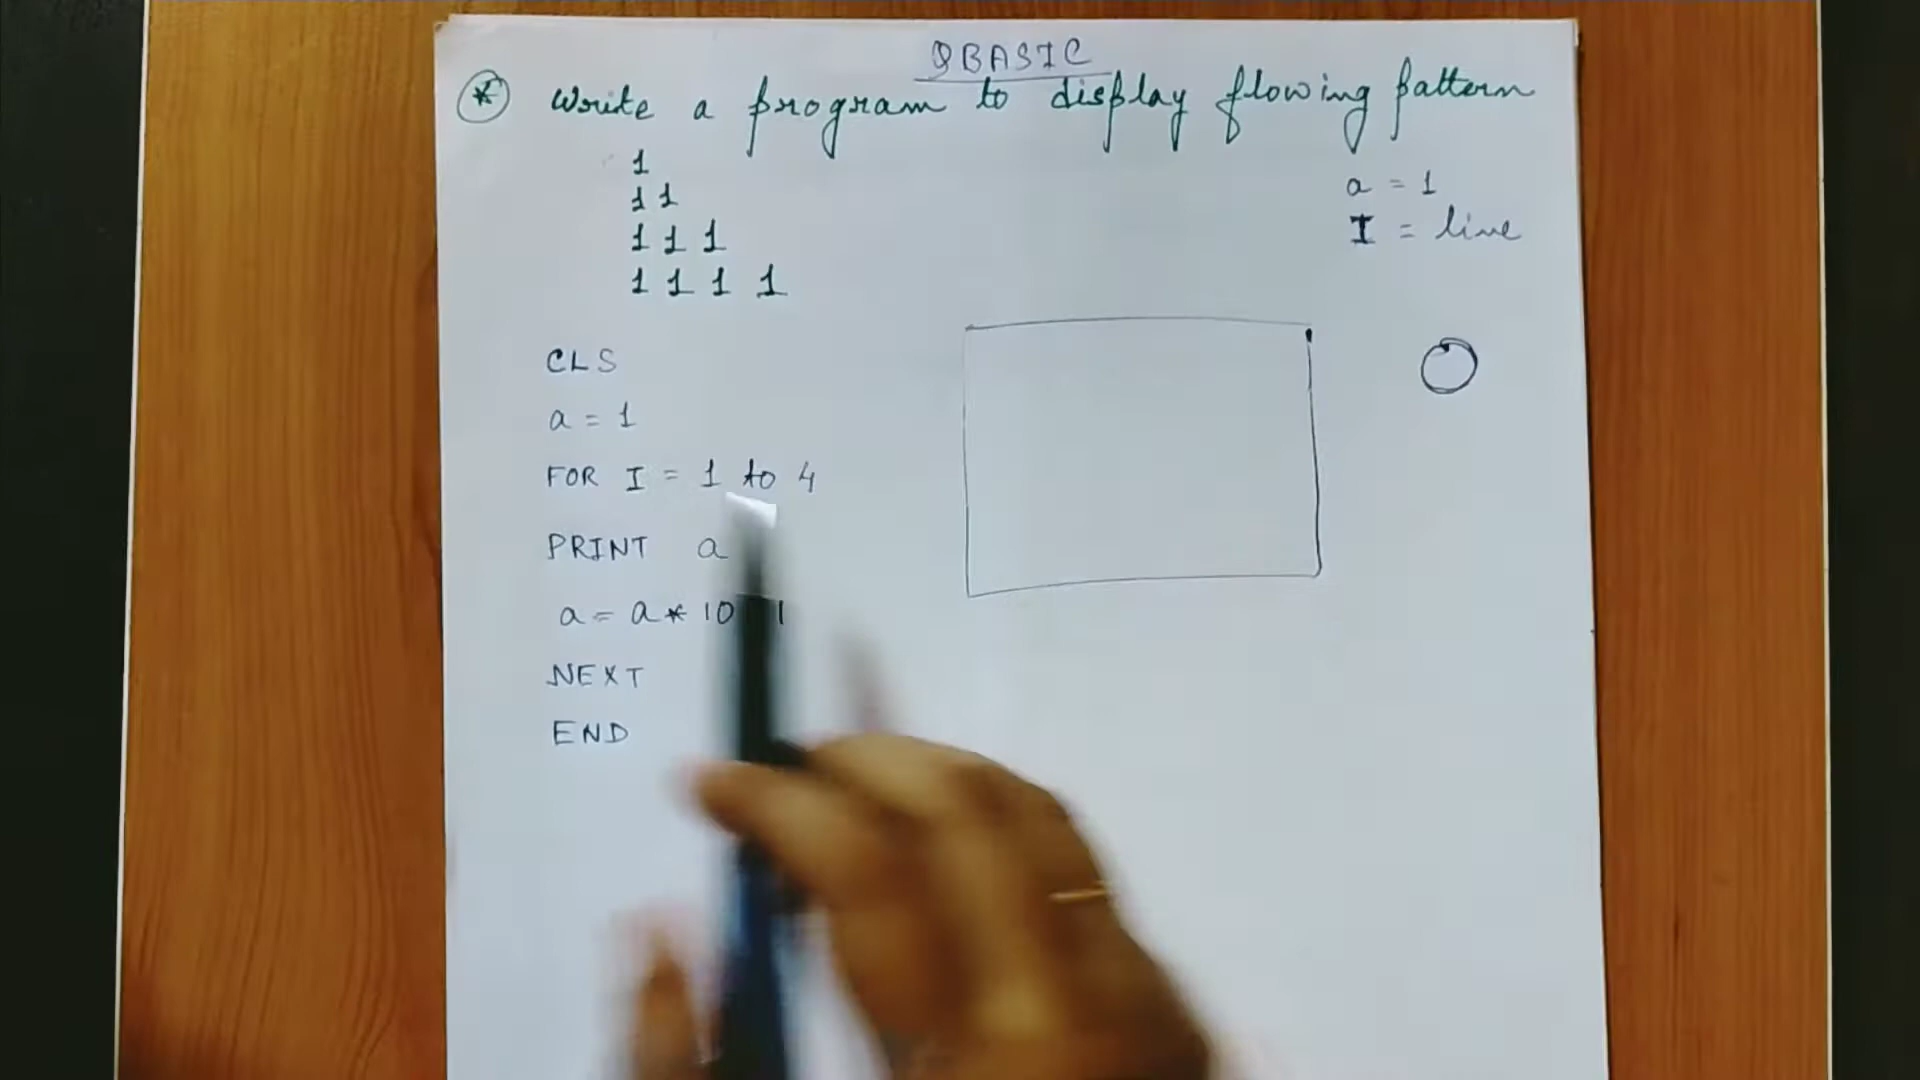 QBASIC
* Write a program to display flowing pattern
1
1 1
1 1 1
1 1 1 1
a = 1
I = line
CLS
a = 1
FOR I = 1 to 4
PRINT a
a = a * 10 1
NEXT
END